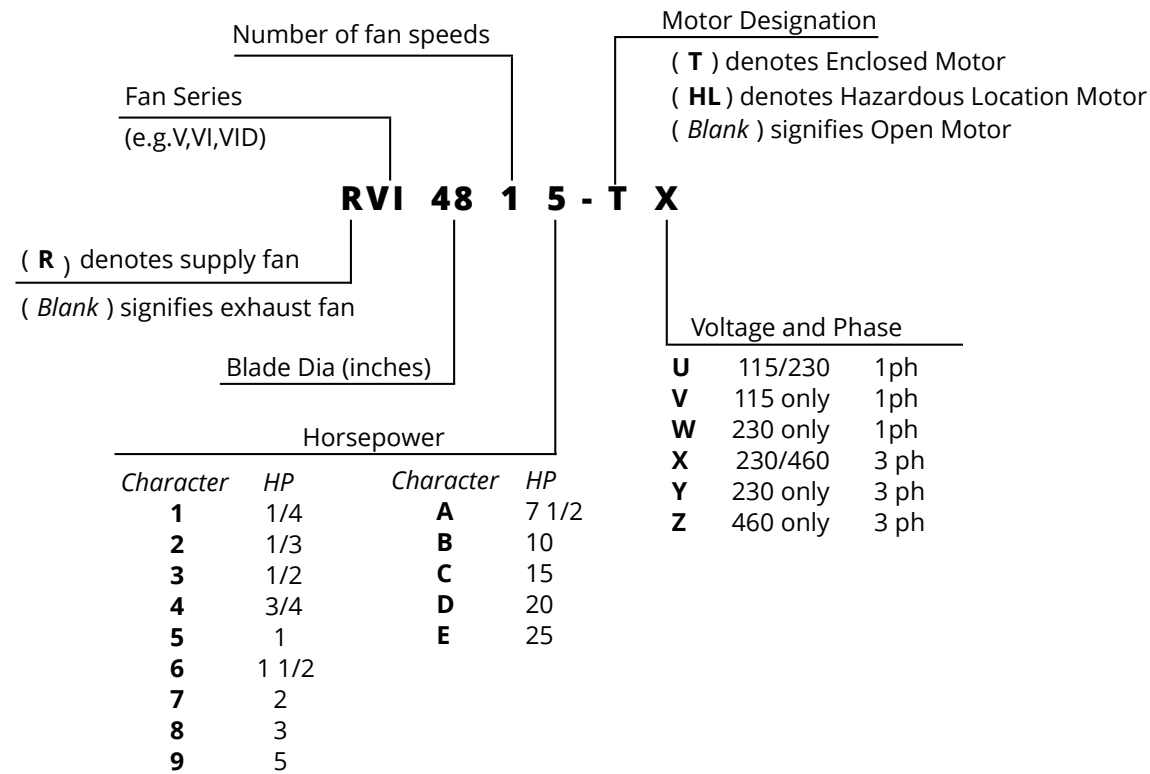 Motor Designation
Number of fan speeds
( T ) denotes Enclosed Motor
( HL ) denotes Hazardous Location Motor
( Blank ) signifies Open Motor
Fan Series
(e.g.V,VI,VID)
RVI 48 1 5 - T X
( R ) denotes supply fan
( Blank ) signifies exhaust fan
Blade Dia (inches)
Voltage and Phase
U 115/230 1ph
V 115 only 1ph
W 230 only 1ph
X 230/460 3 ph
Y 230 only 3 ph
Z 460 only 3 ph
Horsepower
Character HP Character HP
1 1/4 A 7 1/2
2 1/3 B 10
3 1/2 C 15
4 3/4 D 20
5 1 E 25
6 1 1/2
7 2
8 3
9 5